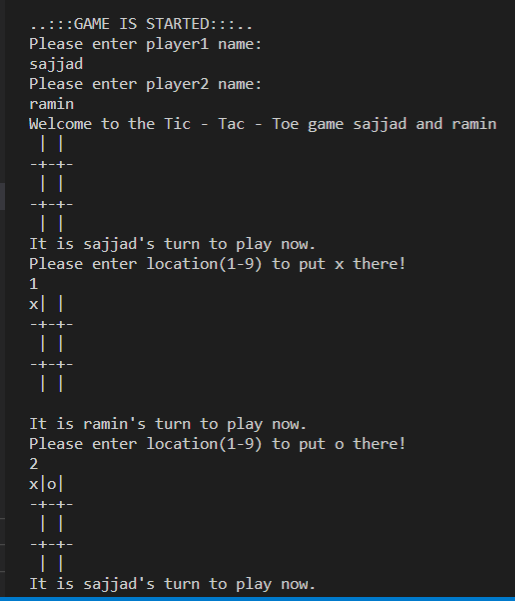 ..:::GAME IS STARTED:::..
Please enter player1 name:
sajjad
Please enter player2 name:
ramin
Welcome to the Tic - Tac - Toe game sajjad and ramin
 | |
-+-+-
 | |
-+-+-
 | |
It is sajjad's turn to play now.
Please enter location(1-9) to put x there!
1
x| |
-+-+-
 | |
-+-+-
 | |

It is ramin's turn to play now.
Please enter location(1-9) to put o there!
2
x|o|
-+-+-
 | |
-+-+-
 | |
It is sajjad's turn to play now.